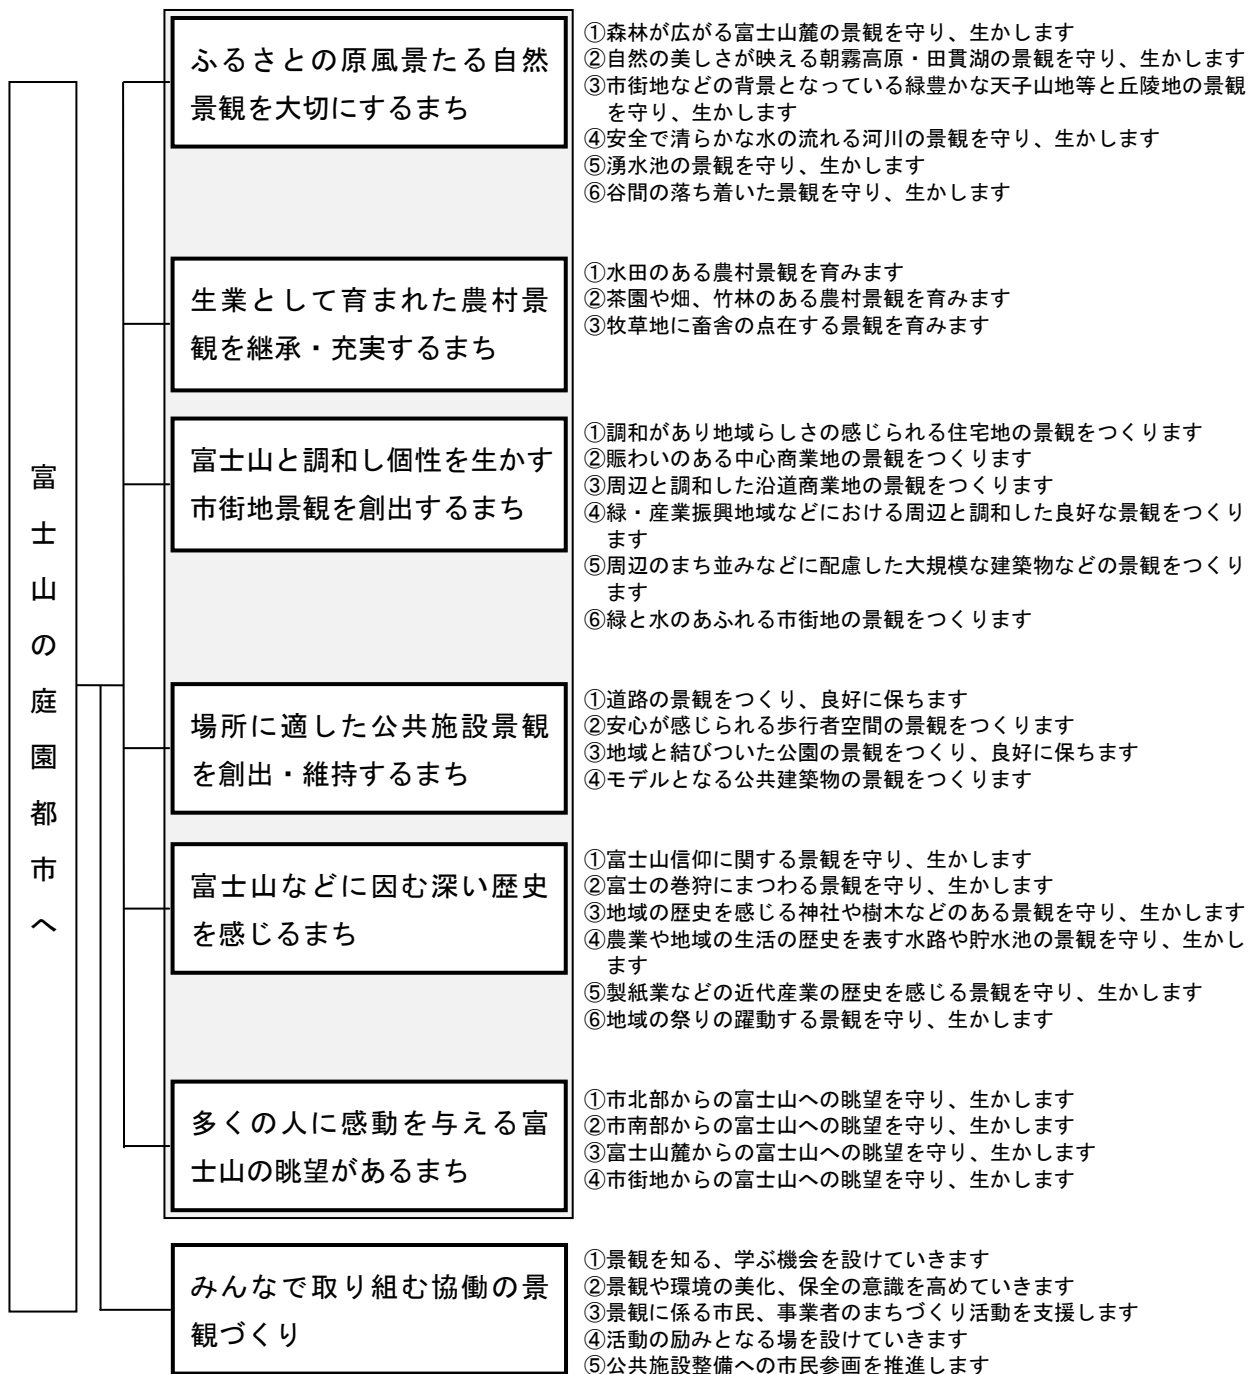 富士山の庭園都市へ
ふるさとの原風景たる自然
景観を大切にするまち
①森林が広がる富士山麓の景観を守り、生かします
②自然の美しさが映える朝霧高原・田貫湖の景観を守り、生かします
③市街地などの背景となっている緑豊かな天子山地等と丘陵地の景観
を守り、生かします
④安全で清らかな水の流れる河川の景観を守り、生かします
⑤湧水池の景観を守り、生かします
⑥谷間の落ち着いた景観を守り、生かします
生業として育まれた農村景
観を継承・充実するまち
①水田のある農村景観を育みます
②茶園や畑、竹林のある農村景観を育みます
③牧草地に畜舎の点在する景観を育みます
富士山と調和し個性を生かす
市街地景観を創出するまち
①調和があり地域らしさの感じられる住宅地の景観をつくります
②賑わいのある中心商業地の景観をつくります
③周辺と調和した沿道商業地の景観をつくります
④緑・産業振興地域などにおける周辺と調和した良好な景観をつくり
ます
⑤周辺のまち並みなどに配慮した大規模な建築物などの景観をつくり
ます
⑥緑と水のあふれる市街地の景観をつくります
場所に適した公共施設景観
を創出・維持するまち
①道路の景観をつくり、良好に保ちます
②安心が感じられる歩行者空間の景観をつくります
③地域と結びついた公園の景観をつくり、良好に保ちます
④モデルとなる公共建築物の景観をつくります
富士山などに因む深い歴史
を感じるまち
①富士山信仰に関する景観を守り、生かします
②富士の巻狩にまつわる景観を守り、生かします
③地域の歴史を感じる神社や樹木などのある景観を守り、生かします
④農業や地域の生活の歴史を表す水路や貯水池の景観を守り、生かし
ます
⑤製紙業などの近代産業の歴史を感じる景観を守り、生かします
⑥地域の祭りの躍動する景観を守り、生かします
多くの人に感動を与える富
士山の眺望があるまち
①市北部からの富士山への眺望を守り、生かします
②市南部からの富士山への眺望を守り、生かします
③富士山麓からの富士山への眺望を守り、生かします
④市街地からの富士山への眺望を守り、生かします
みんなで取り組む協働の景
観づくり
①景観を知る、学ぶ機会を設けていきます
②景観や環境の美化、保全の意識を高めていきます
③景観に係る市民、事業者のまちづくり活動を支援します
④活動の励みとなる場を設けていきます
⑤公共施設整備への市民参画を推進します